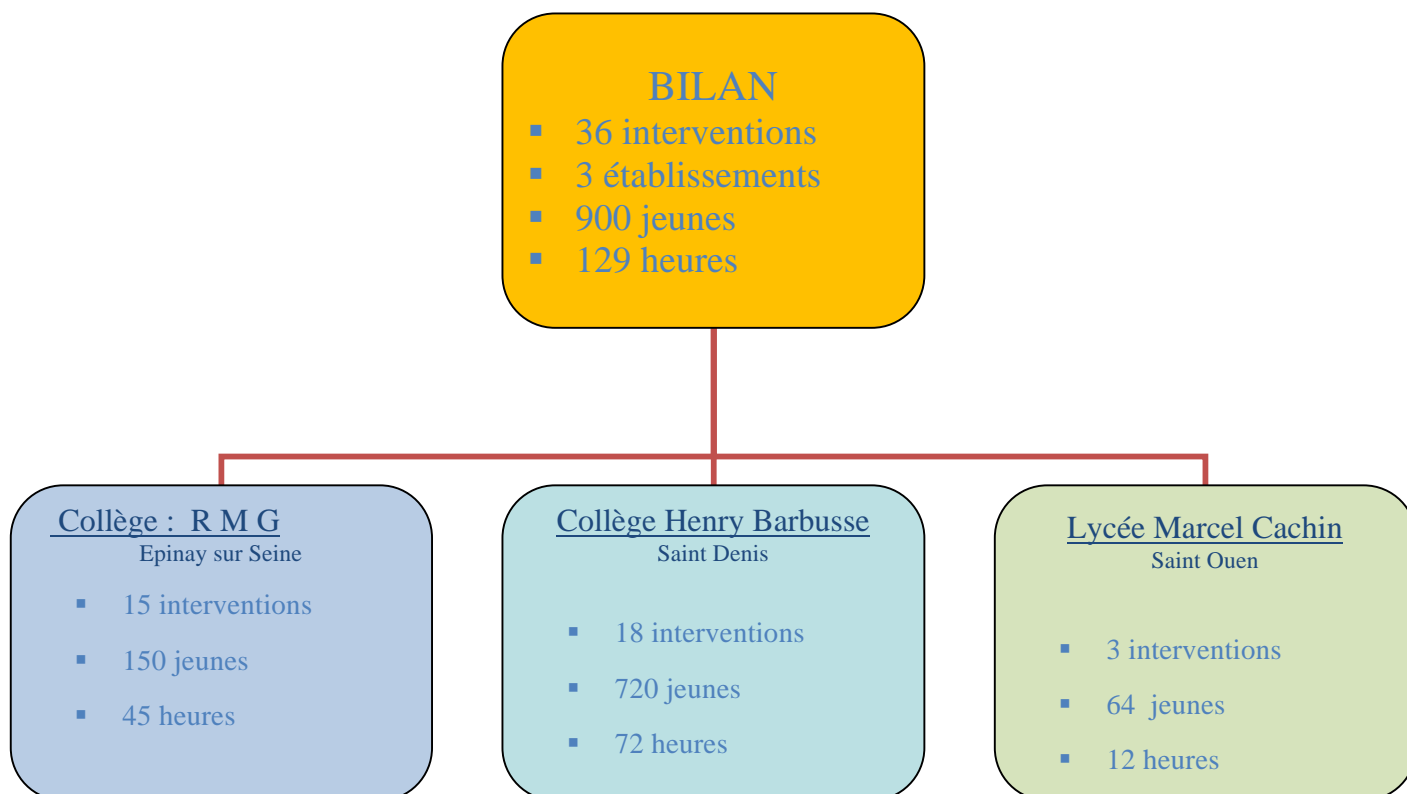 BILAN
▪ 36 interventions
▪ 3 établissements
▪ 900 jeunes
▪ 129 heures
Collège : R M G
Epinay sur Seine
▪ 15 interventions
▪ 150 jeunes
▪ 45 heures
Collège Henry Barbusse
Saint Denis
▪ 18 interventions
▪ 720 jeunes
▪ 72 heures
Lycée Marcel Cachin
Saint Ouen
▪ 3 interventions
▪ 64 jeunes
▪ 12 heures